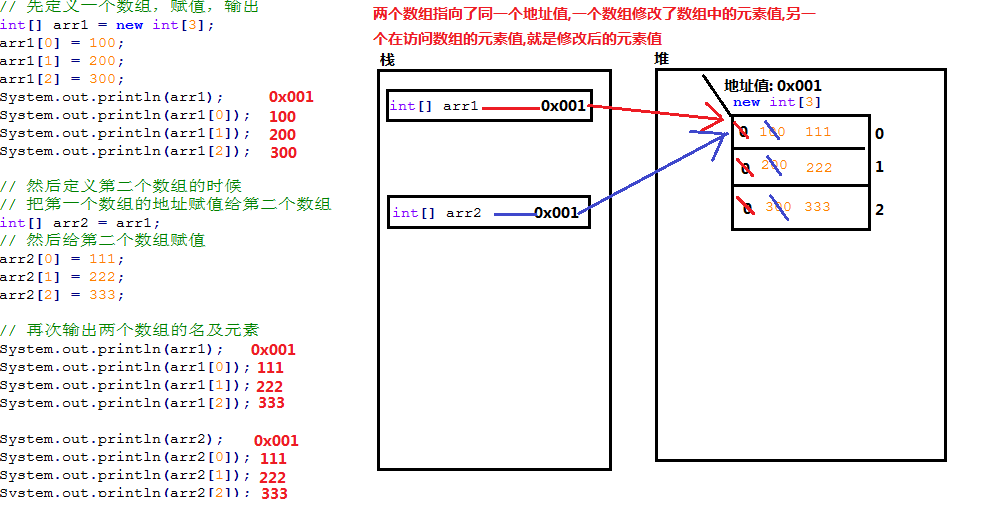 // 先定义一个数组，赋值，输出
int[] arr1 = new int[3];
arr1[0] = 100;
arr1[1] = 200;
arr1[2] = 300;
System.out.println(arr1); 0x001
System.out.println(arr1[0]); 100
System.out.println(arr1[1]); 200
System.out.println(arr1[2]); 300
// 然后定义第二个数组的时候
// 把第一个数组的地址赋值给第二个数组
int[] arr2 = arr1;
// 然后给第二个数组赋值
arr2[0] = 111;
arr2[1] = 222;
arr2[2] = 333;
// 再次输出两个数组的名及元素
System.out.println(arr1); 0x001
System.out.println(arr1[0]); 111
System.out.println(arr1[1]); 222
System.out.println(arr1[2]); 333
System.out.println(arr2); 0x001
System.out.println(arr2[0]); 111
System.out.println(arr2[1]); 222
System.out.println(arr2[2]); 333
两个数组指向了同一个地址值,一个数组修改了数组中的元素值,另一
个在访问数组的元素值,就是修改后的元素值
栈
int[] arr1 0x001
int[] arr2 0x001
堆
地址值: 0x001
new int[3]
0 100 111 0
0 200 222 1
0 300 333 2